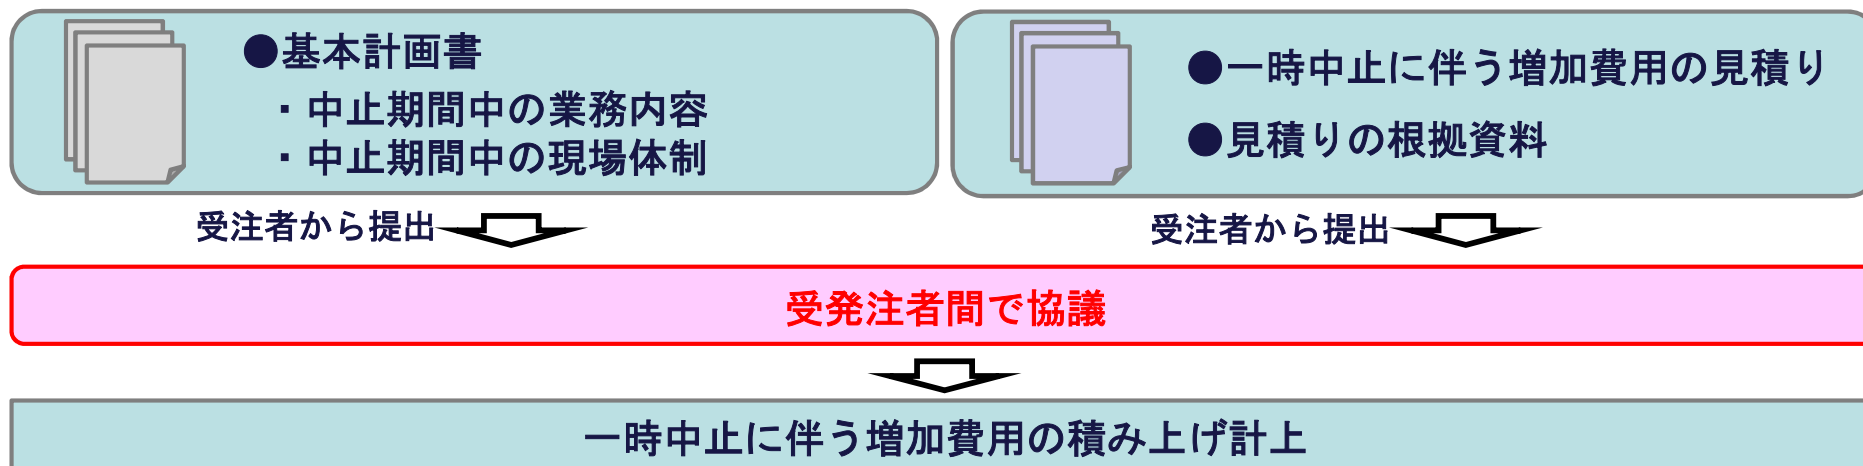 ●基本計画書
・中止期間中の業務内容
・中止期間中の現場体制
●一時中止に伴う増加費用の見積り
●見積りの根拠資料
受注者から提出
受注者から提出
受発注者間で協議
一時中止に伴う増加費用の積み上げ計上